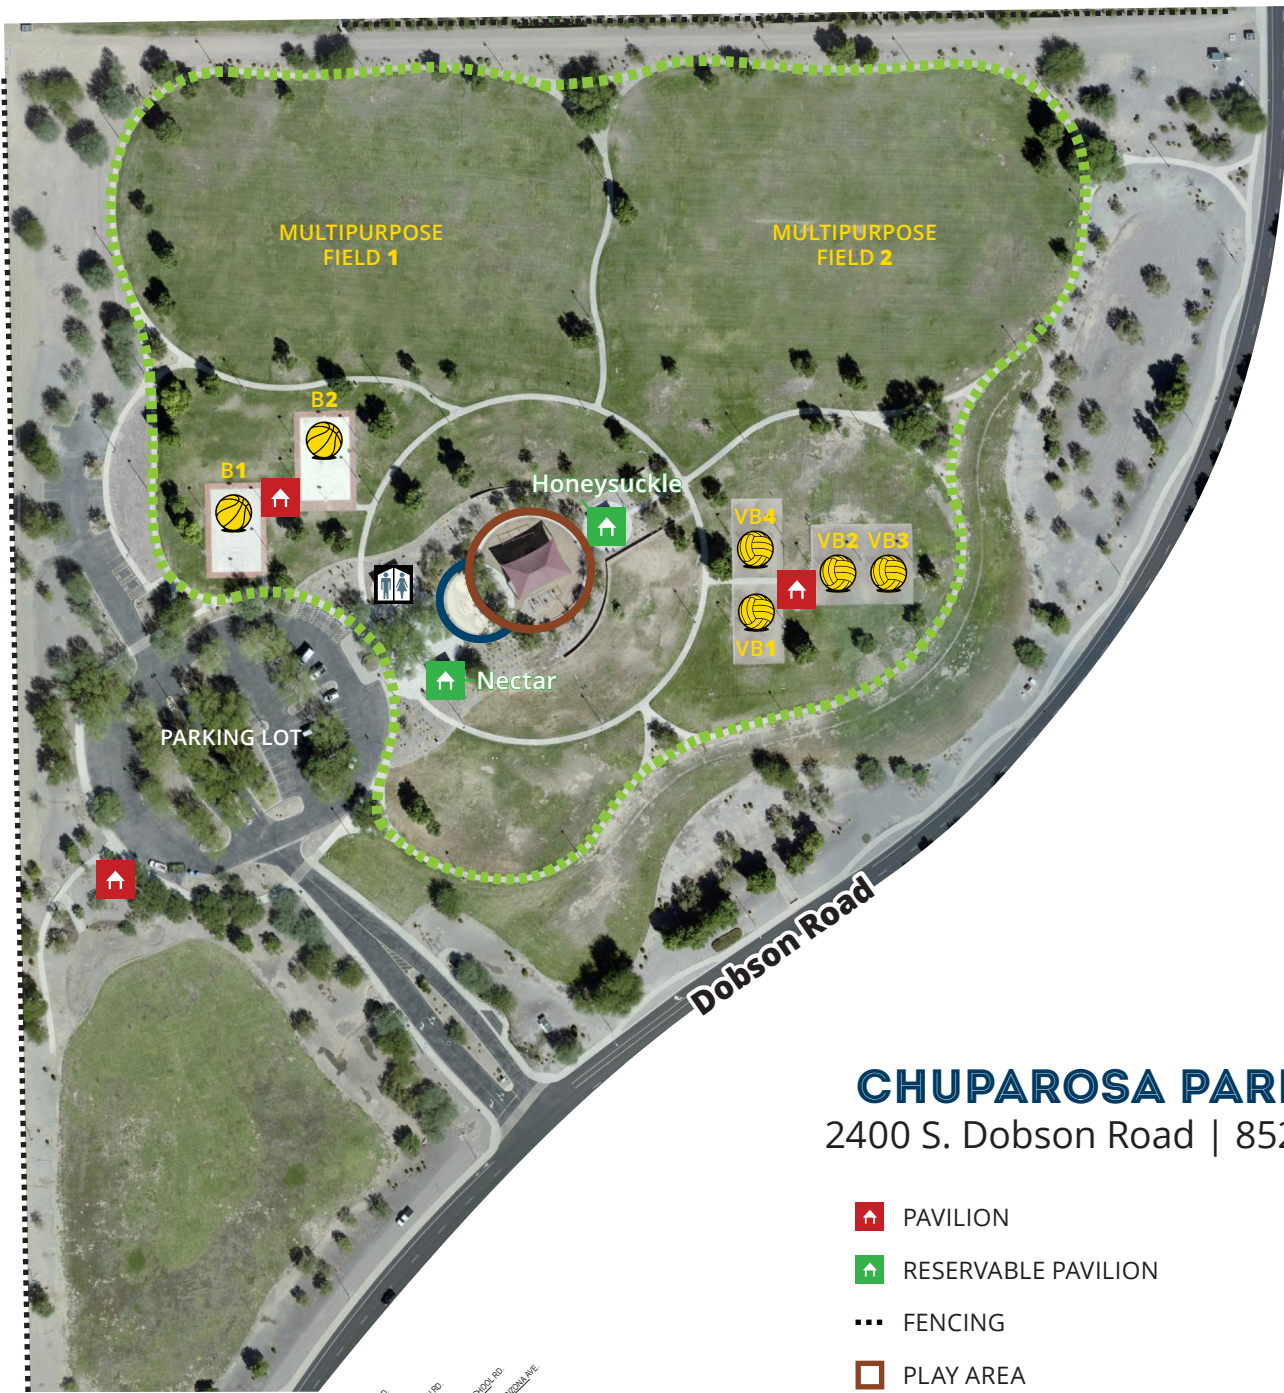 MULTIPURPOSE
FIELD 1
MULTIPURPOSE
FIELD 2
B2
B1
Honeysuckle
VB4
VB2 VB3
VB1
Nectar
PARKING LOT
Dobson Road
CHUPAROSA PAR
2400 S. Dobson Road | 852
PAVILION
RESERVABLE PAVILION
FENCING
PLAY AREA